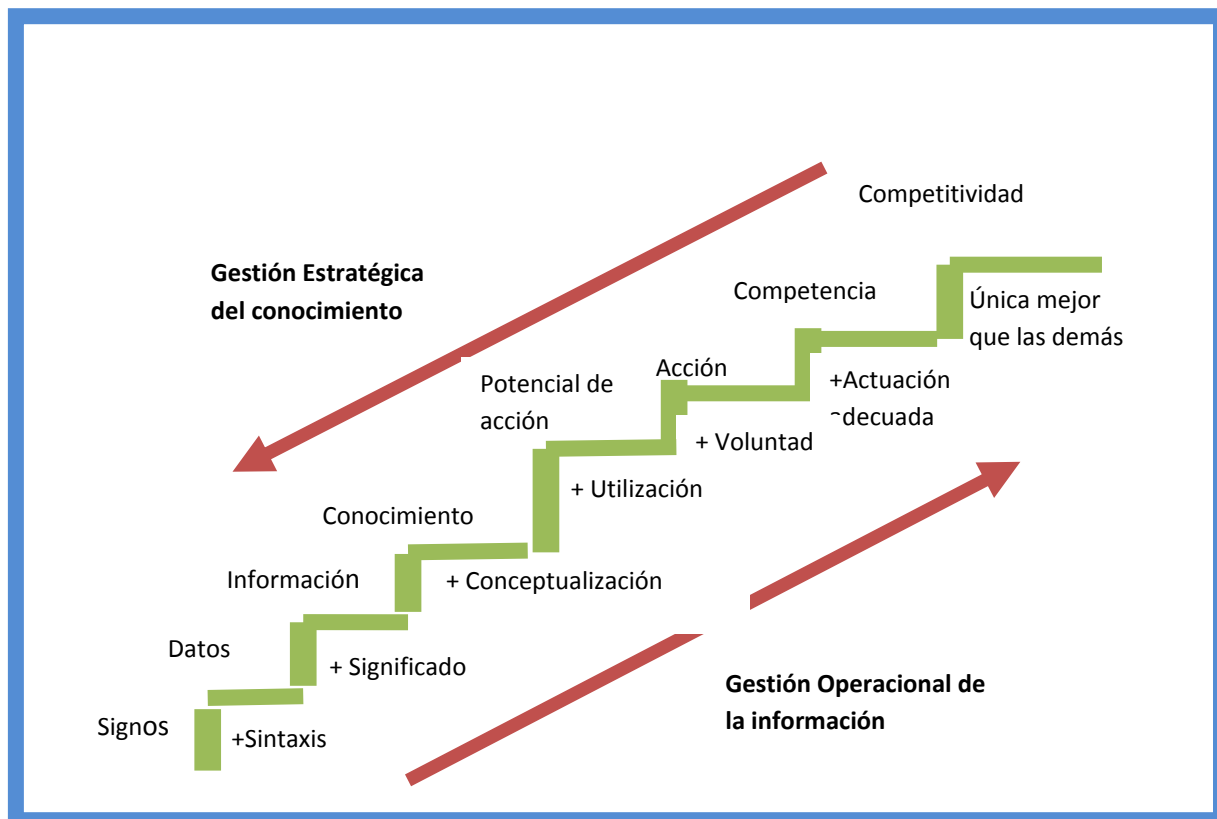 Competitividad
Gestión Estratégica
del conocimiento
Competencia
Única mejor
que las demás
Potencial de
acción
Acción
+Actuación
decuada
+ Voluntad
+ Utilización
Conocimiento
Información
+ Conceptualización
Datos
+ Significado
Gestión Operacional de
la información
Signos
+Sintaxis